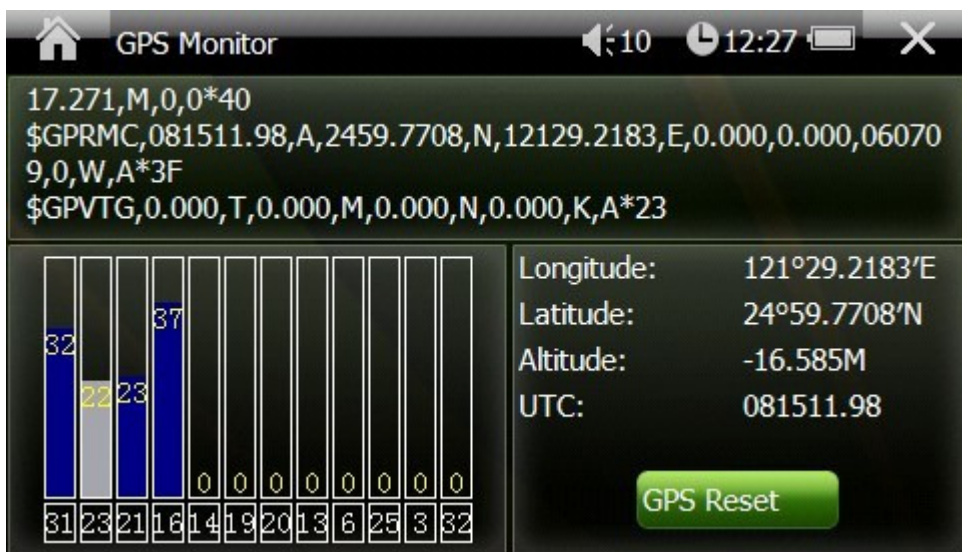 GPS Monitor
10
12:27
17.271,M,0,0*40
$GPRMC,081511.98,A,2459.7708,N,12129.2183,E,0.000,0.000,06070
9,0,W,A*3F
$GPVTG,0.000,T,0.000,M,0.000,N,0.000,K,A*23
32 22 23 37 0 0 0 0 0 0 0 0
31 23 21 16 14 19 20 13 6 25 3 32
Longitude: 121°29.2183'E
Latitude: 24°59.7708'N
Altitude: -16.585M
UTC: 081511.98
GPS Reset